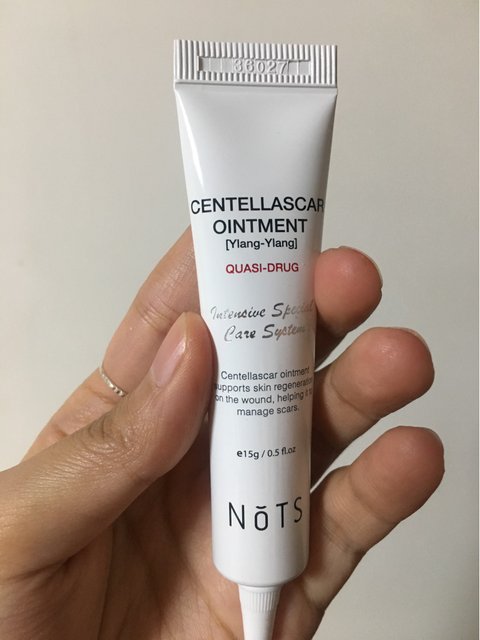 36027
CENTELLASCAR
OINTMENT
[Ylang-Ylang]
QUASI-DRUG
Intensive Special
Care System
Centellascar ointment
supports skin regeneration
on the wound, helping it to
manage scars.
e15g / 0.5 fl.oz
NōTS